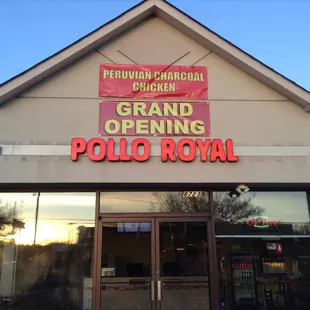 PERUVIAN CHARCOAL
CHICKEN
GRAND
OPENING
POLLO ROYAL